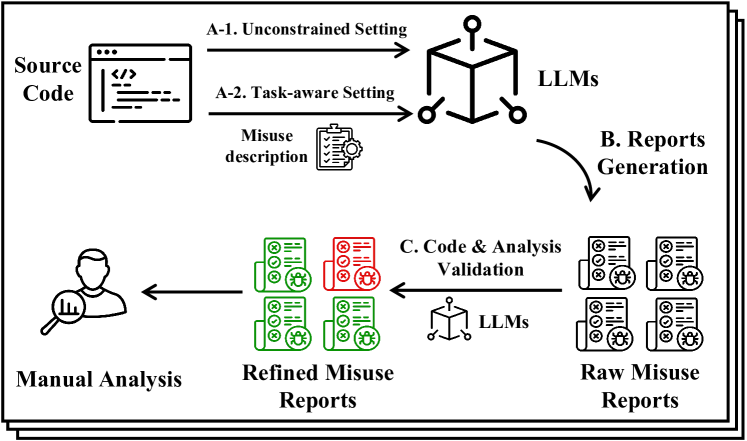 A-1. Unconstrained Setting
Source
Code
</>
LLMs
A-2. Task-aware Setting
Misuse
description
B. Reports
Generation
C. Code & Analysis
Validation
LLMs
Manual Analysis
Refined Misuse
Reports
Raw Misuse
Reports